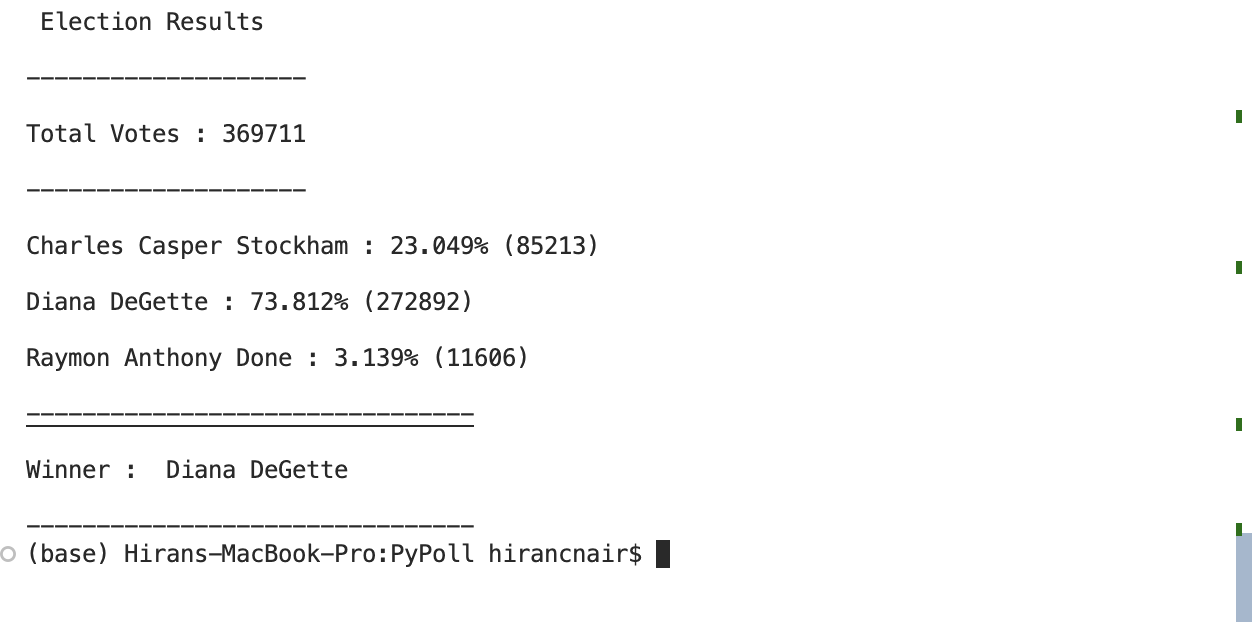 Election Results
--------------------
Total Votes : 369711
--------------------
Charles Casper Stockham : 23.049% (85213)
Diana DeGette : 73.812% (272892)
Raymon Anthony Done : 3.139% (11606)
--------------------------------
Winner :  Diana DeGette
--------------------------------
(base) Hirans-MacBook-Pro:PyPoll hirancnair$